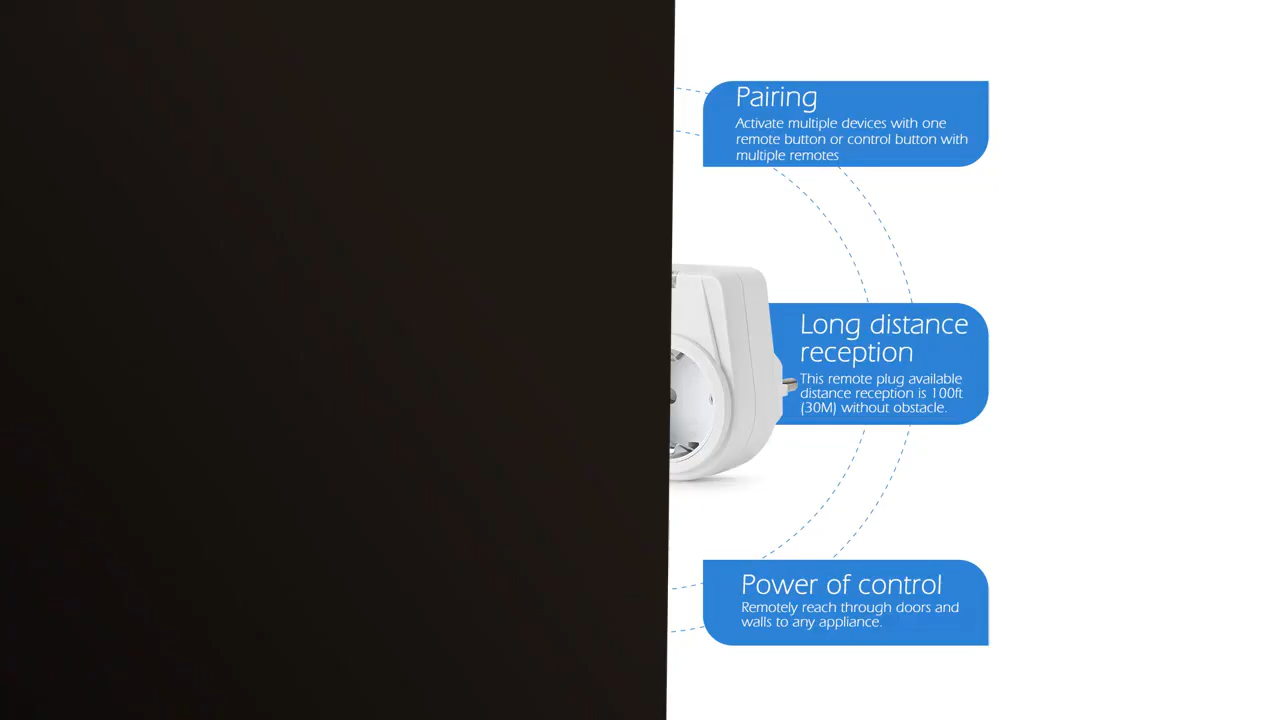 Pairing
Activate multiple devices with one
remote button or control button with
multiple remotes
Long distance
reception
This remote plug available
distance reception is 100ft
(30M) without obstacle.
Power of control
Remotely reach through doors and
walls to any appliance.